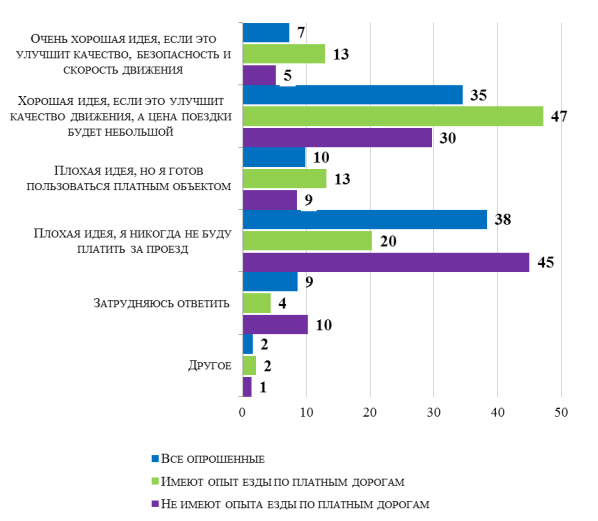 Очень хорошая идея, если это
улучшит качество, безопасность и
скорость движения
7
13
5
Хорошая идея, если это улучшит
качество движения, а цена поездки
будет небольшой
35
47
30
Плохая идея, но я готов
пользоваться платным объектом
10
13
9
Плохая идея, я никогда не буду
платить за проезд
38
20
45
Затрудняюсь ответить
9
4
10
Другое
2
2
1
0 10 20 30 40 50
Все опрошенные
Имеют опыт езды по платным дорогам
Не имеют опыта езды по платным дорогам